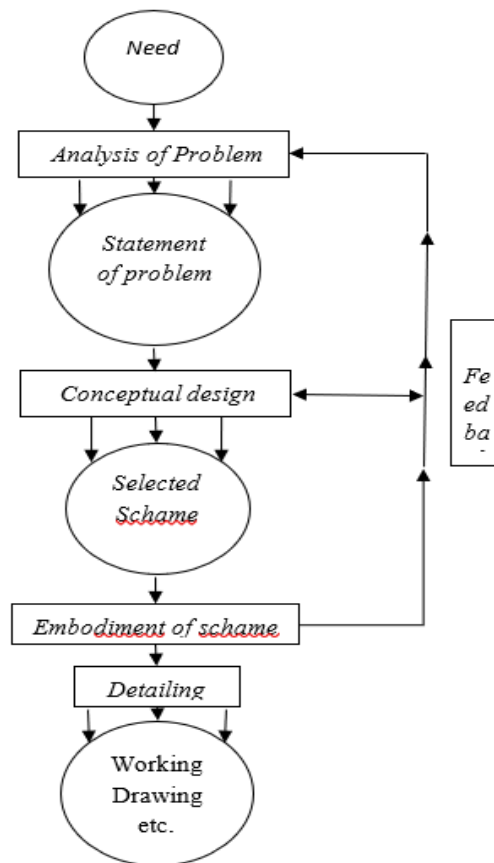 Need
Analysis of Problem
Statement
of problem
Conceptual design
Fe
ed
ba
Selected
Schame
Embodiment of schame
Detailing
Working
Drawing
etc.